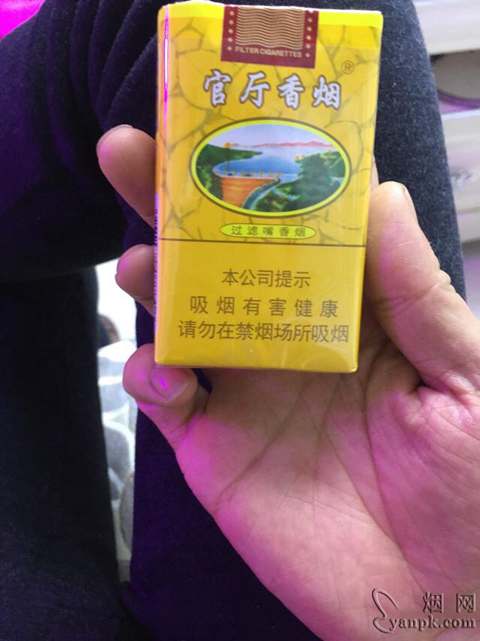 FILTER CIGARETTES
官厅香烟®
过滤嘴香烟
本公司提示
吸烟有害健康
请勿在禁烟场所吸烟
烟网
yanpk.com